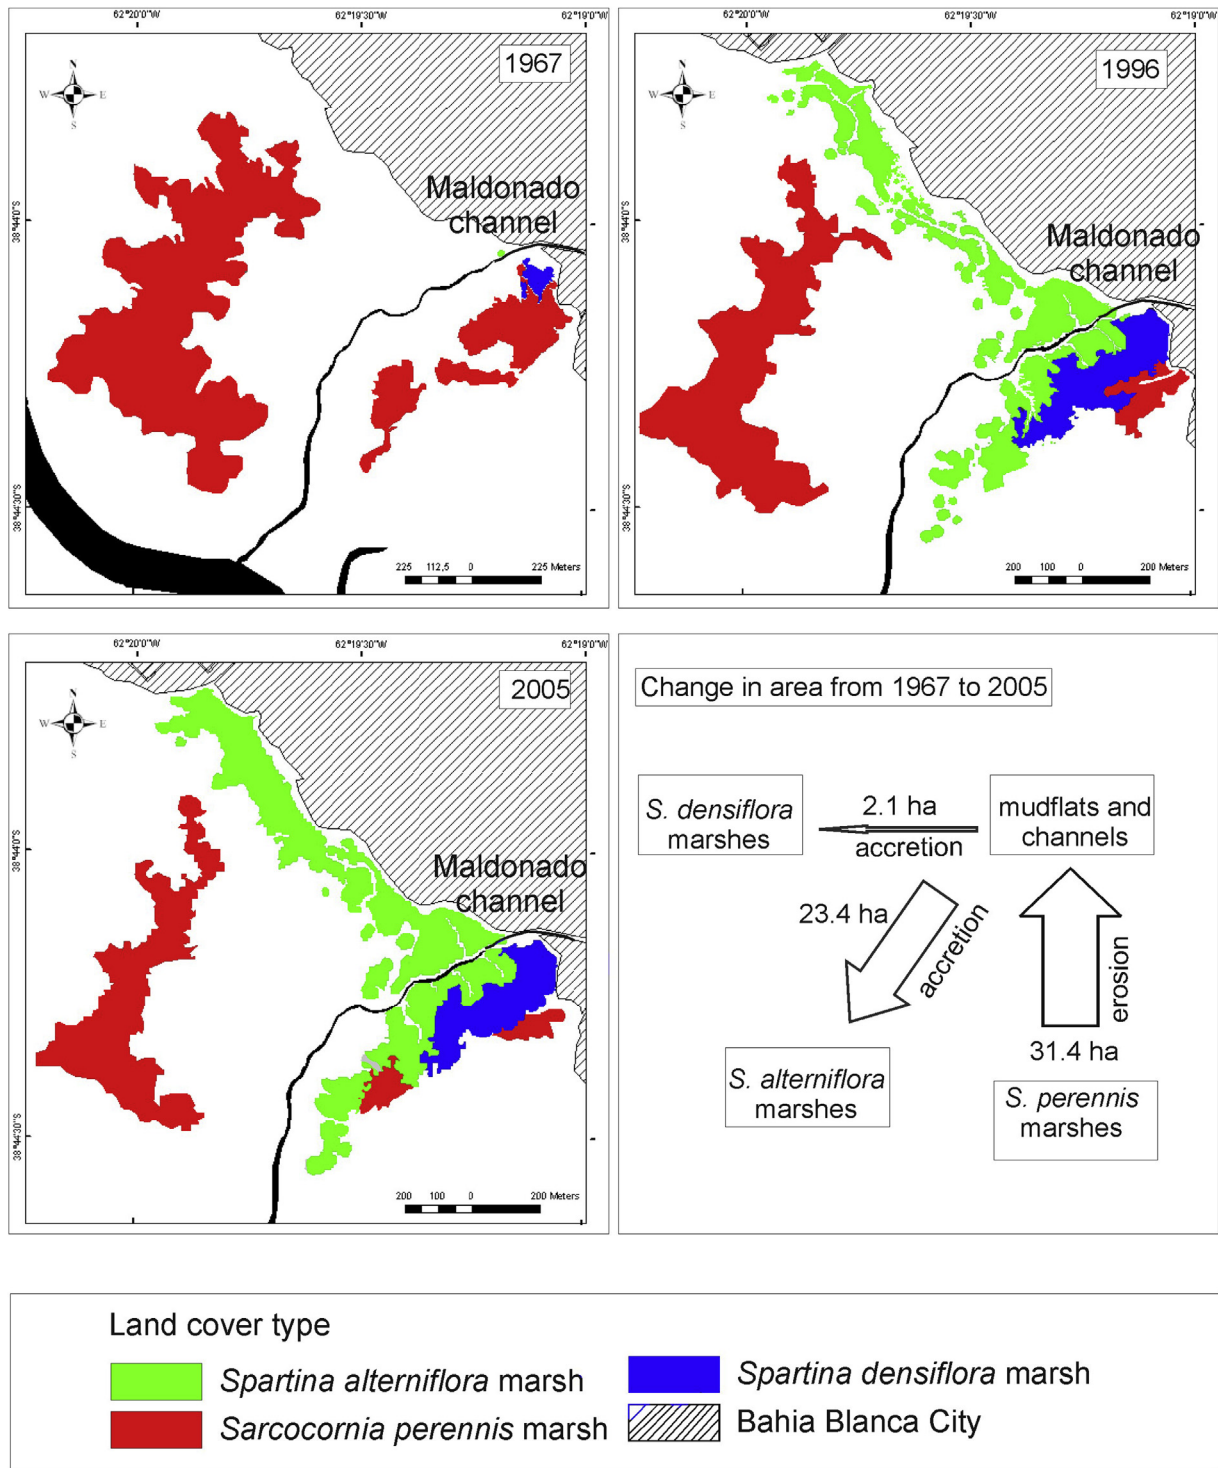 62°20'0"W 62°19'30"W 62°19'0"W
1967
N
W E
S
Maldonado
channel
38°44'0"S
38°44'30"S
225 112,5 0 225 Meters
62°20'0"W 62°19'30"W 62°19'0"W
1996
N
W E
S
Maldonado
channel
38°44'0"S
38°44'30"S
200 100 0 200 Meters
62°20'0"W 62°19'30"W 62°19'0"W
2005
N
W E
S
Maldonado
channel
38°44'0"S
38°44'30"S
200 100 0 200 Meters
Change in area from 1967 to 2005
S. densiflora
marshes
2.1 ha
accretion
mudflats and
channels
23.4 ha
accretion
erosion
31.4 ha
S. alterniflora
marshes
S. perennis
marshes
Land cover type
Spartina alterniflora marsh
Spartina densiflora marsh
Sarcocornia perennis marsh
Bahia Blanca City